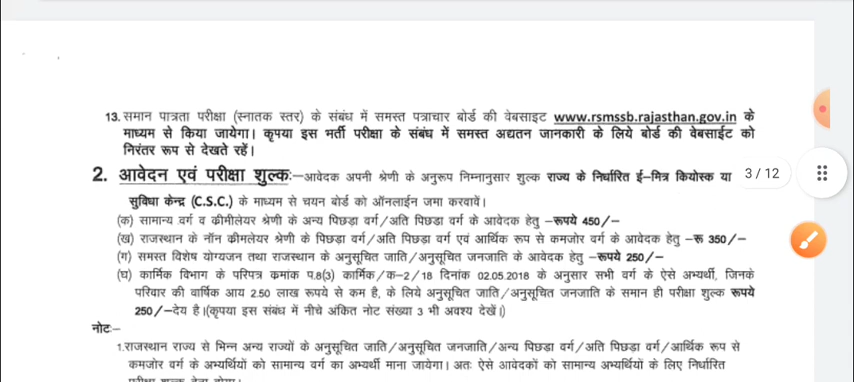 13. समान पात्रता परीक्षा (स्नातक स्तर) के संबंध में समस्त पत्राचार बोर्ड की वेबसाइट www.rsmssb.rajasthan.gov.in के
माध्यम से किया जायेगा। कृपया इस भर्ती परीक्षा के संबंध में समस्त अद्यतन जानकारी के लिये बोर्ड की वेबसाईट को
निरंतर रूप से देखते रहें।
2. आवेदन एवं परीक्षा शुल्क:–आवेदक अपनी श्रेणी के अनुरूप निम्नानुसार शुल्क राज्य के निर्धारित ई–मित्र कियोस्क या
3 / 12
सुविधा केन्द्र (C.S.C.) के माध्यम से चयन बोर्ड को ऑनलाईन जमा करवायें।
(क) सामान्य वर्ग व क्रीमीलेयर श्रेणी के अन्य पिछड़ा वर्ग/अति पिछडा वर्ग के आवेदक हेतु –रूपये 450/–
(ख) राजस्थान के नॉन क्रीमलेयर श्रेणी के पिछड़ा वर्ग/अति पिछडा वर्ग एवं आर्थिक रूप से कमजोर वर्ग के आवेदक हेतु –रू 350/–
(ग) समस्त विशेष योग्यजन तथा राजस्थान के अनुसूचित जाति/अनुसूचित जनजाति के आवेदक हेतु –रूपये 250/–
(घ) कार्मिक विभाग के परिपत्र क्रमांक प.8(3) कार्मिक/क–2/18 दिनांक 02.05.2018 के अनुसार सभी वर्ग के ऐसे अभ्यर्थी, जिनके
परिवार की वार्षिक आय 2.50 लाख रूपये से कम है, के लिये अनुसूचित जाति/अनुसूचित जनजाति के समान ही परीक्षा शुल्क रूपये
250/–देय है।(कृपया इस संबंध में नीचे अंकित नोट संख्या 3 भी अवश्य देखें।)
नोट:–
1.राजस्थान राज्य से भिन्न अन्य राज्यों के अनुसूचित जाति/अनुसूचित जनजाति/अन्य पिछडा वर्ग/अति पिछडा वर्ग/आर्थिक रूप से
कमजोर वर्ग के अभ्यर्थियों को सामान्य वर्ग का अभ्यर्थी माना जायेगा। अतः ऐसे आवेदकों को सामान्य अभ्यर्थियों के लिए निर्धारित